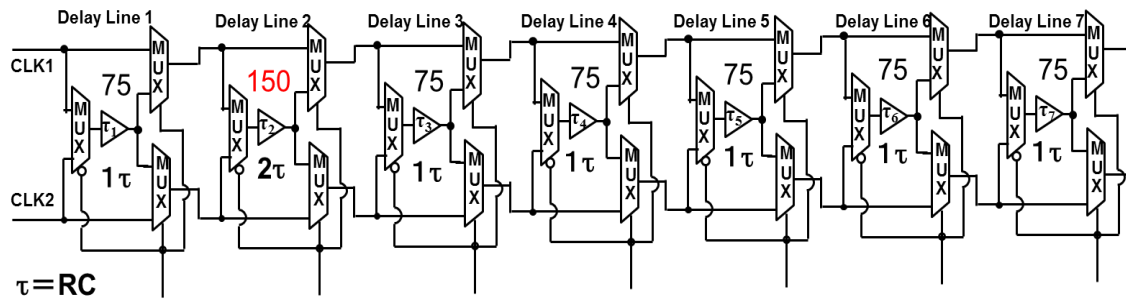 Delay Line 1 Delay Line 2 Delay Line 3 Delay Line 4 Delay Line 5 Delay Line 6 Delay Line 7
MUX MUX MUX MUX MUX MUX MUX
CLK1
75 150 75 75 75 75 75
MUX MUX MUX MUX MUX MUX MUX
τ1 τ2 τ3 τ4 τ5 τ6 τ7
1τ 2τ 1τ 1τ 1τ 1τ 1τ
MUX MUX MUX MUX MUX MUX MUX
CLK2
τ=RC